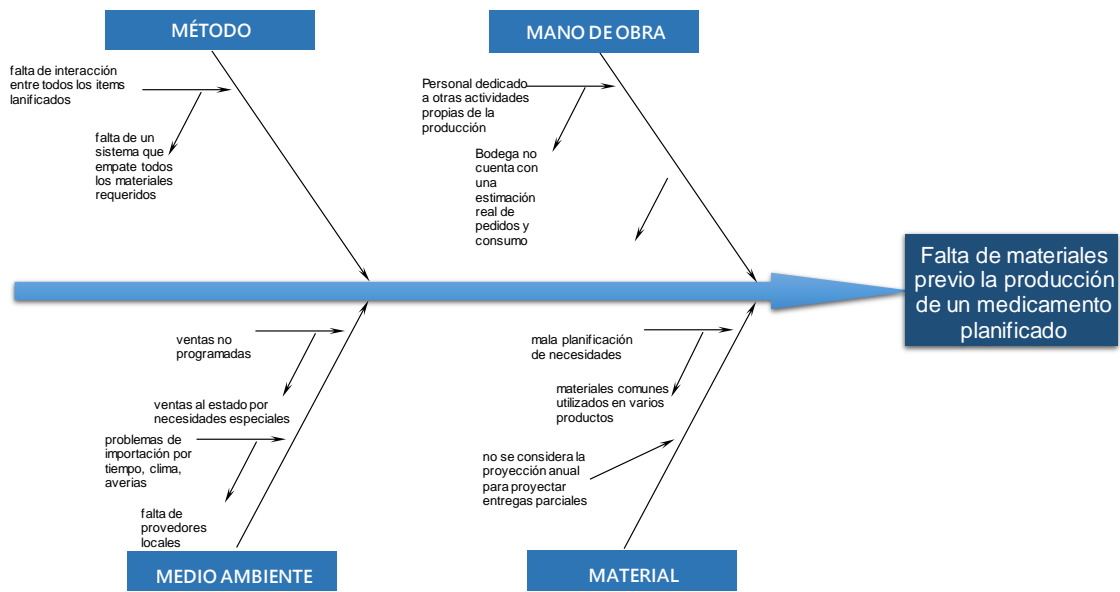 MÉTODO
MANO DE OBRA
falta de interacción
entre todos los items
lanificados
falta de un
sistema que
empate todos
los materiales
requeridos
Personal dedicado
a otras actividades
propias de la
producción
Bodega no
cuenta con
una
estimación
real de
pedidos y
consumo
Falta de materiales
previo la producción
de un medicamento
planificado
ventas no
programadas
ventas al estado por
necesidades especiales
problemas de
importación por
tiempo, clima,
averias
falta de
provedores
locales
mala planificación
de necesidades
materiales comunes
utilizados en varios
productos
no se considera la
proyección anual
para proyectar
entregas parciales
MEDIO AMBIENTE
MATERIAL